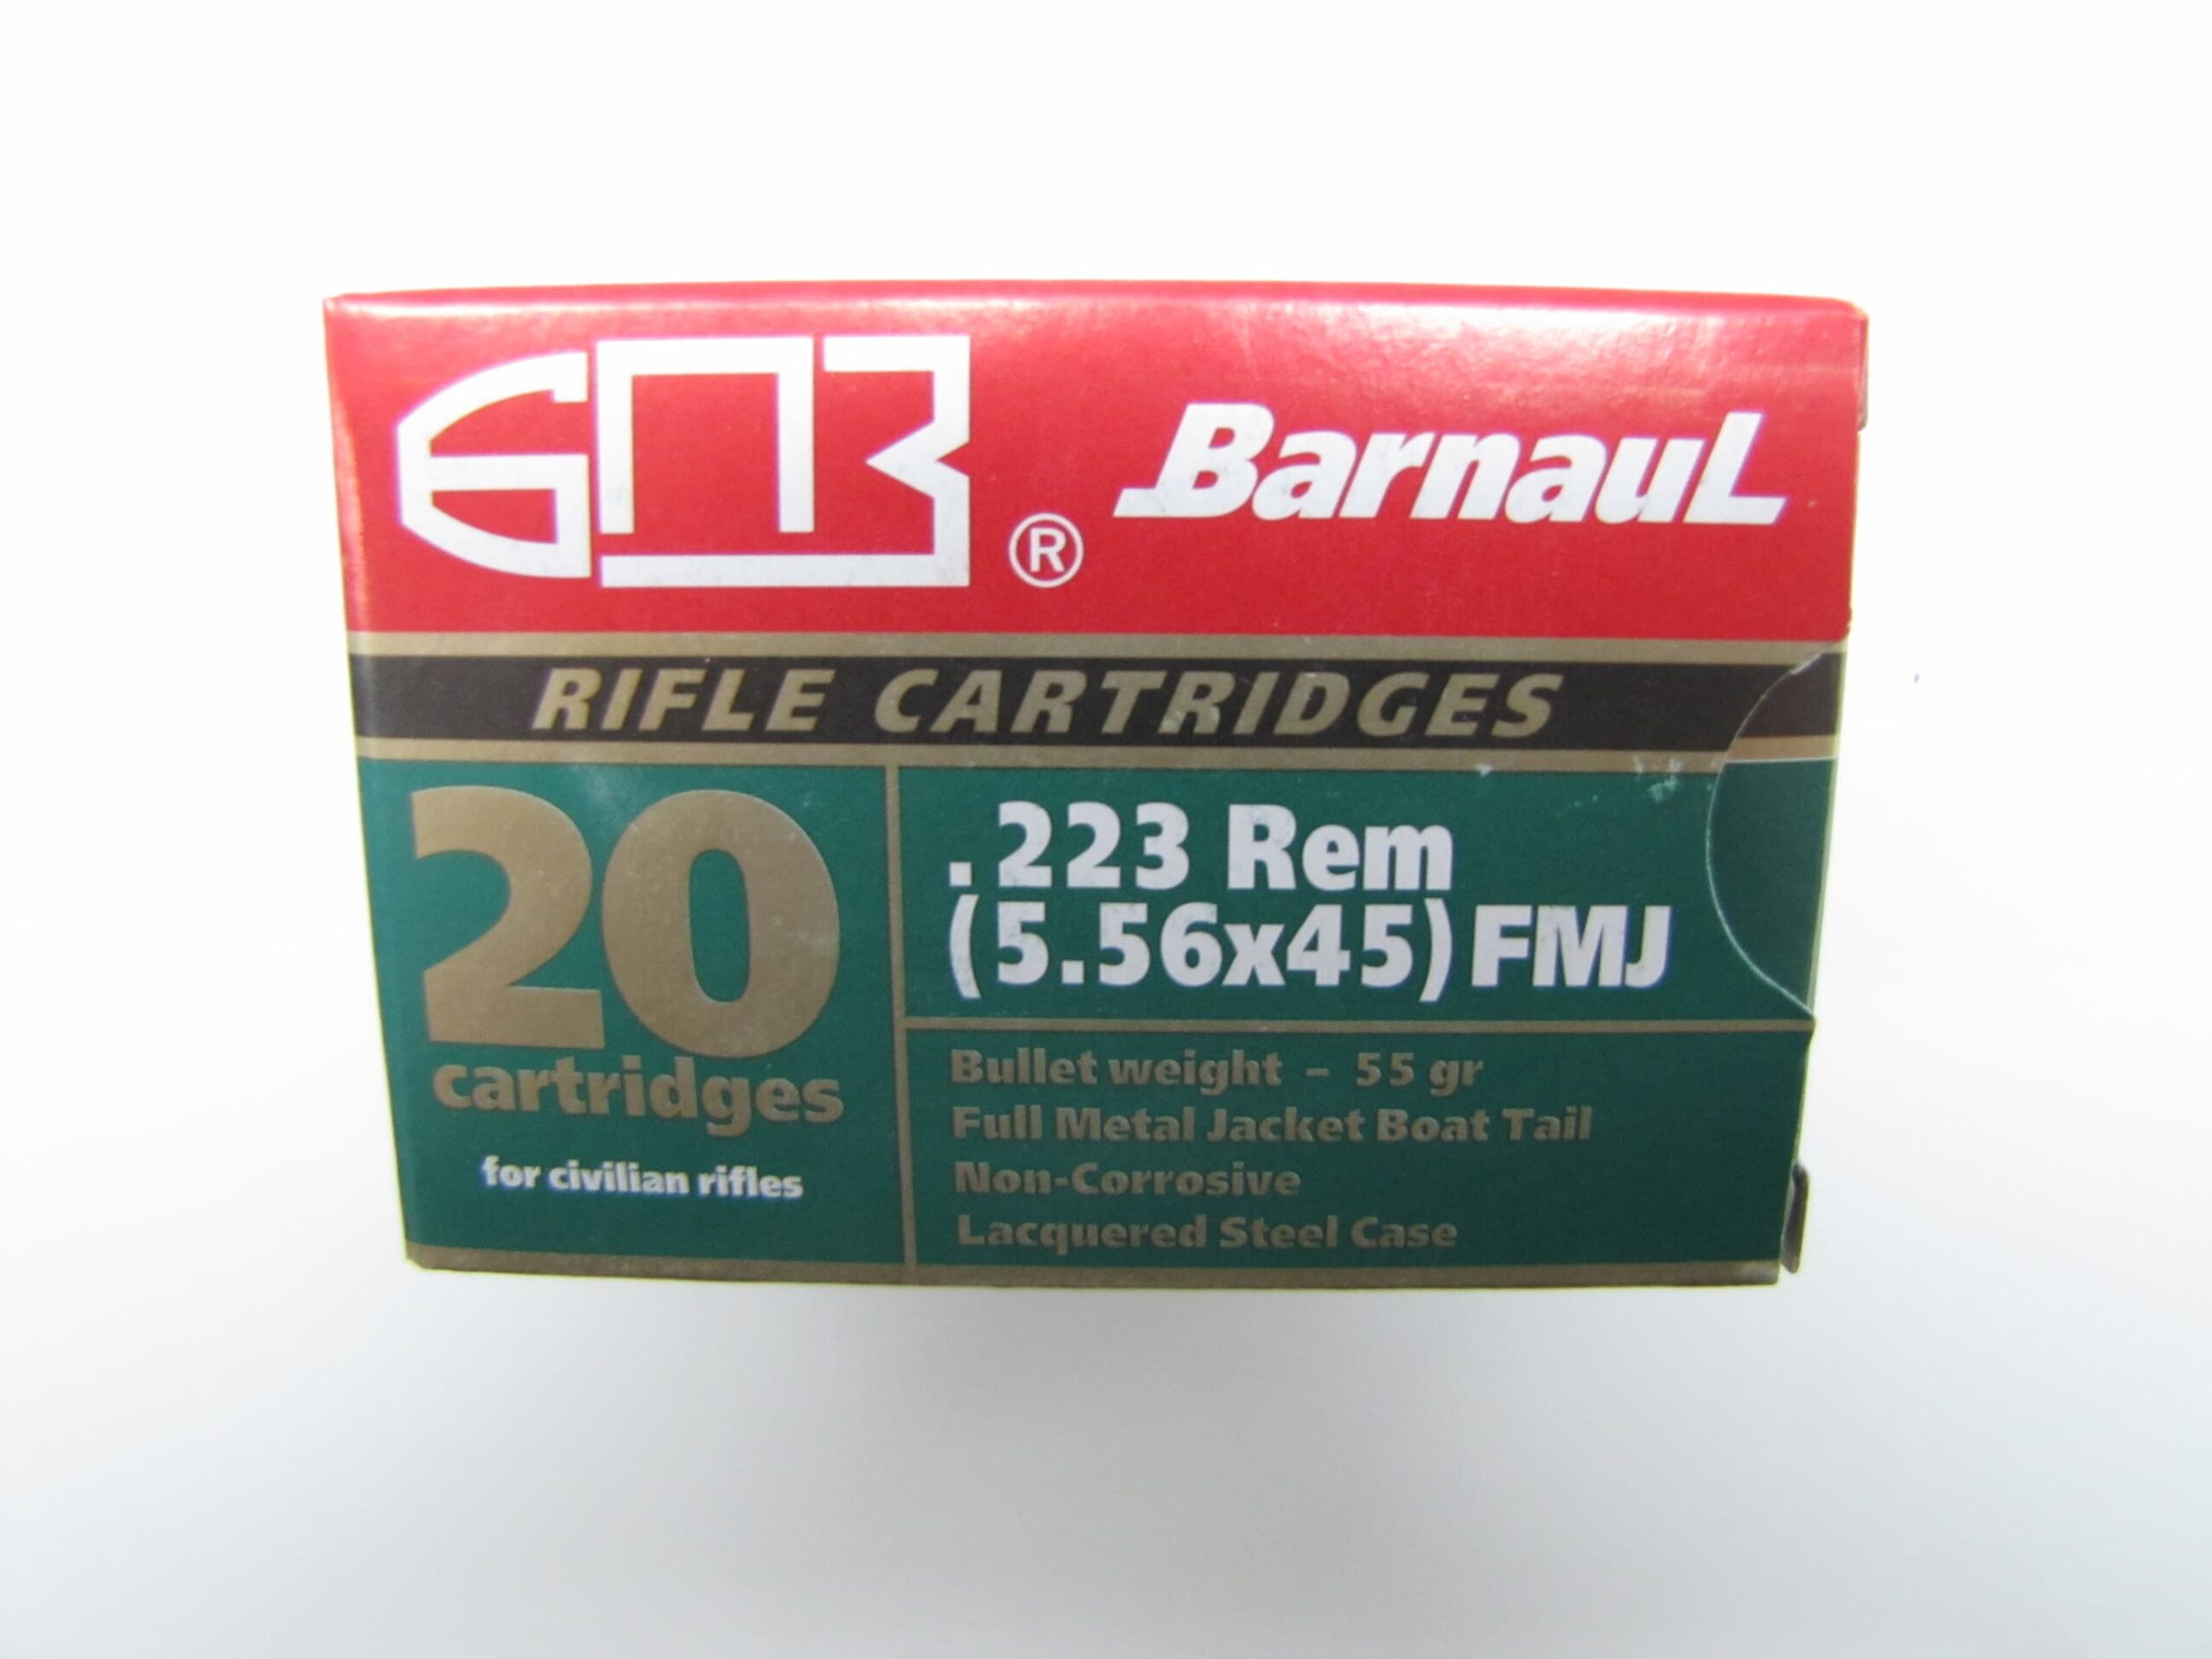 БПЗ ® BarnauL
RIFLE CARTRIDGES
20
cartridges
for civilian rifles
.223 Rem
(5.56x45) FMJ
Bullet weight – 55 gr
Full Metal Jacket Boat Tail
Non-Corrosive
Lacquered Steel Case